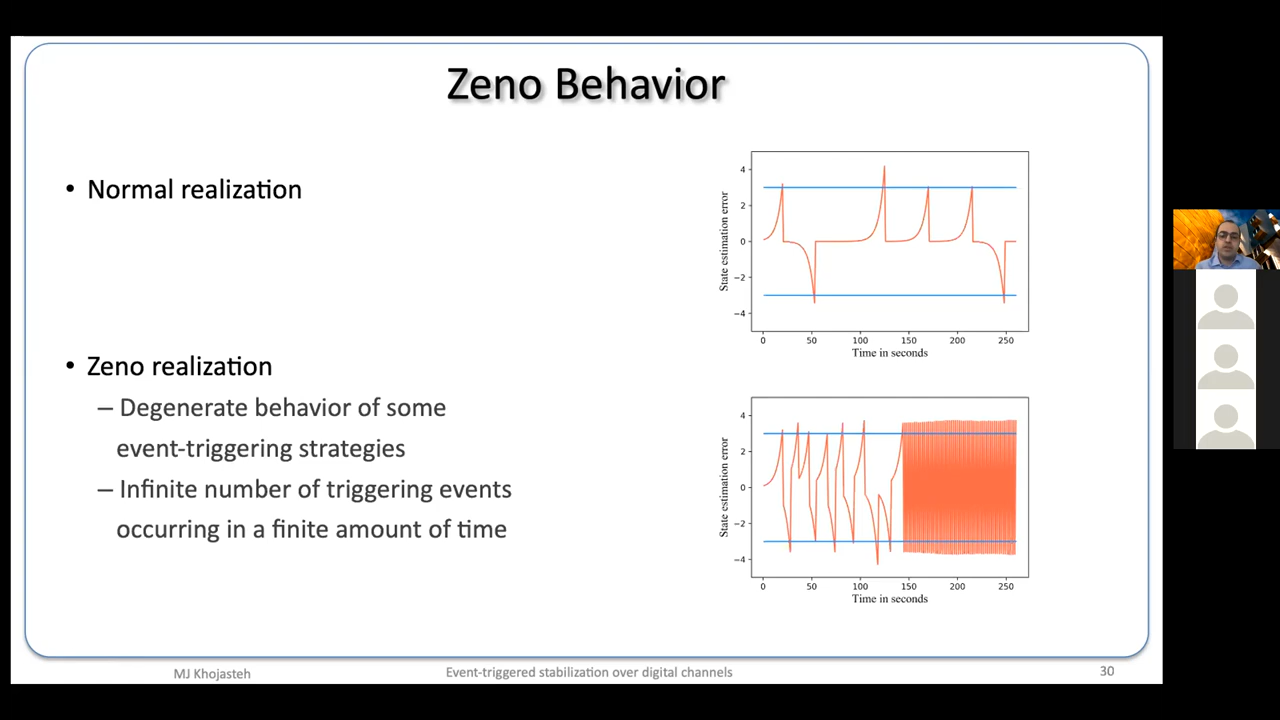 Zeno Behavior
• Normal realization
4
2
0
−2
−4
State estimation error
0 50 100 150 200 250
Time in seconds
• Zeno realization
– Degenerate behavior of some
event-triggering strategies
– Infinite number of triggering events
occurring in a finite amount of time
4
2
0
−2
−4
State estimation error
0 50 100 150 200 250
Time in seconds
MJ Khojasteh Event-triggered stabilization over digital channels 30